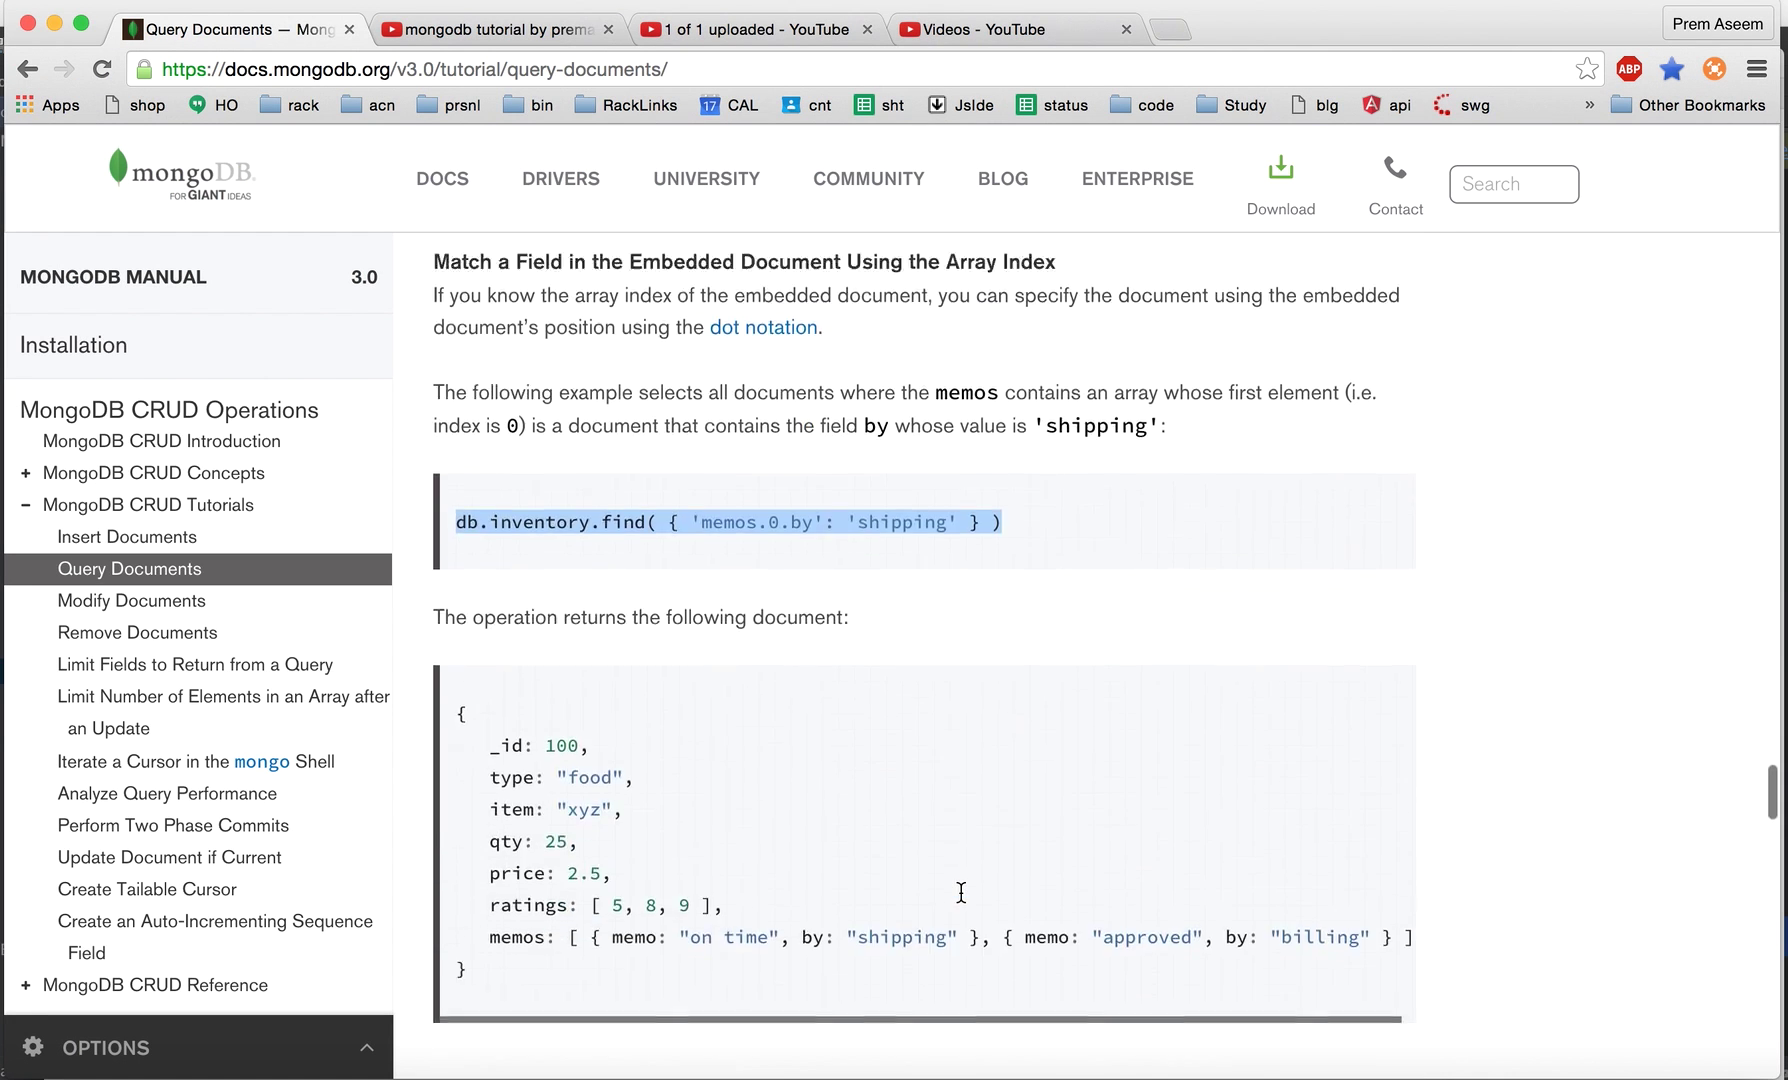 Query Documents — Mong
mongodb tutorial by prema
1 of 1 uploaded - YouTube
Videos - YouTube
Prem Aseem
https://docs.mongodb.org/v3.0/tutorial/query-documents/
ABP
Apps
shop
HO
rack
acn
prsnl
bin
RackLinks
17 CAL
cnt
sht
Jslde
status
code
Study
blg
api
swg
»
Other Bookmarks
mongoDB.
FOR GIANT IDEAS
DOCS
DRIVERS
UNIVERSITY
COMMUNITY
BLOG
ENTERPRISE
Download
Contact
Search
MONGODB MANUAL 3.0
Installation
MongoDB CRUD Operations
MongoDB CRUD Introduction
+ MongoDB CRUD Concepts
– MongoDB CRUD Tutorials
Insert Documents
Query Documents
Modify Documents
Remove Documents
Limit Fields to Return from a Query
Limit Number of Elements in an Array after
an Update
Iterate a Cursor in the mongo Shell
Analyze Query Performance
Perform Two Phase Commits
Update Document if Current
Create Tailable Cursor
Create an Auto-Incrementing Sequence
Field
+ MongoDB CRUD Reference
OPTIONS
Match a Field in the Embedded Document Using the Array Index
If you know the array index of the embedded document, you can specify the document using the embedded
document's position using the dot notation.
The following example selects all documents where the memos contains an array whose first element (i.e.
index is 0) is a document that contains the field by whose value is 'shipping':
db.inventory.find( { 'memos.0.by': 'shipping' } )
The operation returns the following document:
{
_id: 100,
type: "food",
item: "xyz",
qty: 25,
price: 2.5,
ratings: [ 5, 8, 9 ],
memos: [ { memo: "on time", by: "shipping" }, { memo: "approved", by: "billing" } ]
}